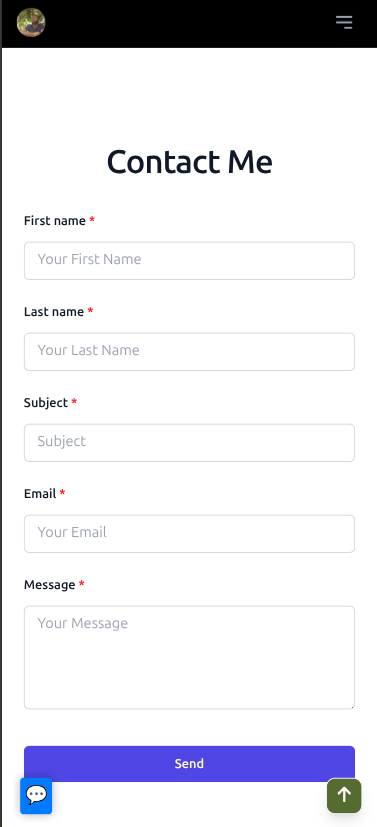 Contact Me
First name *
Your First Name
Last name *
Your Last Name
Subject *
Subject
Email *
Your Email
Message *
Your Message
Send